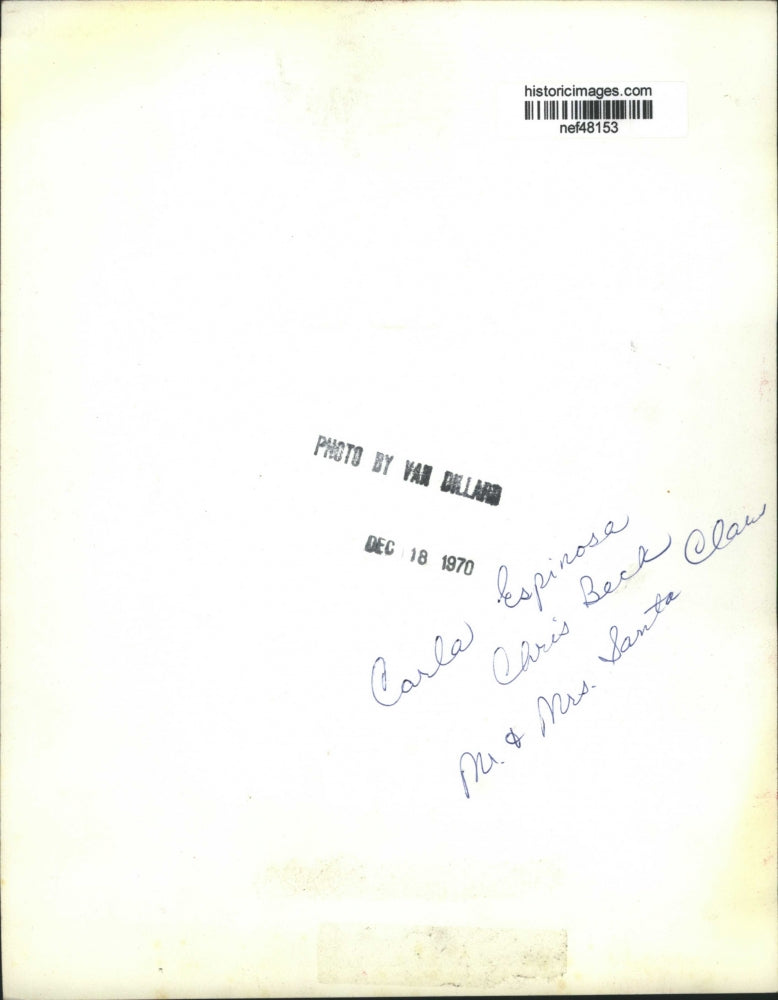 historicimages.com
nef48153
PHOTO BY VAN DILLARD
DEC 18 1970
Carla Espinosa
Chris Beck
Mr. & Mrs. Santa Claus